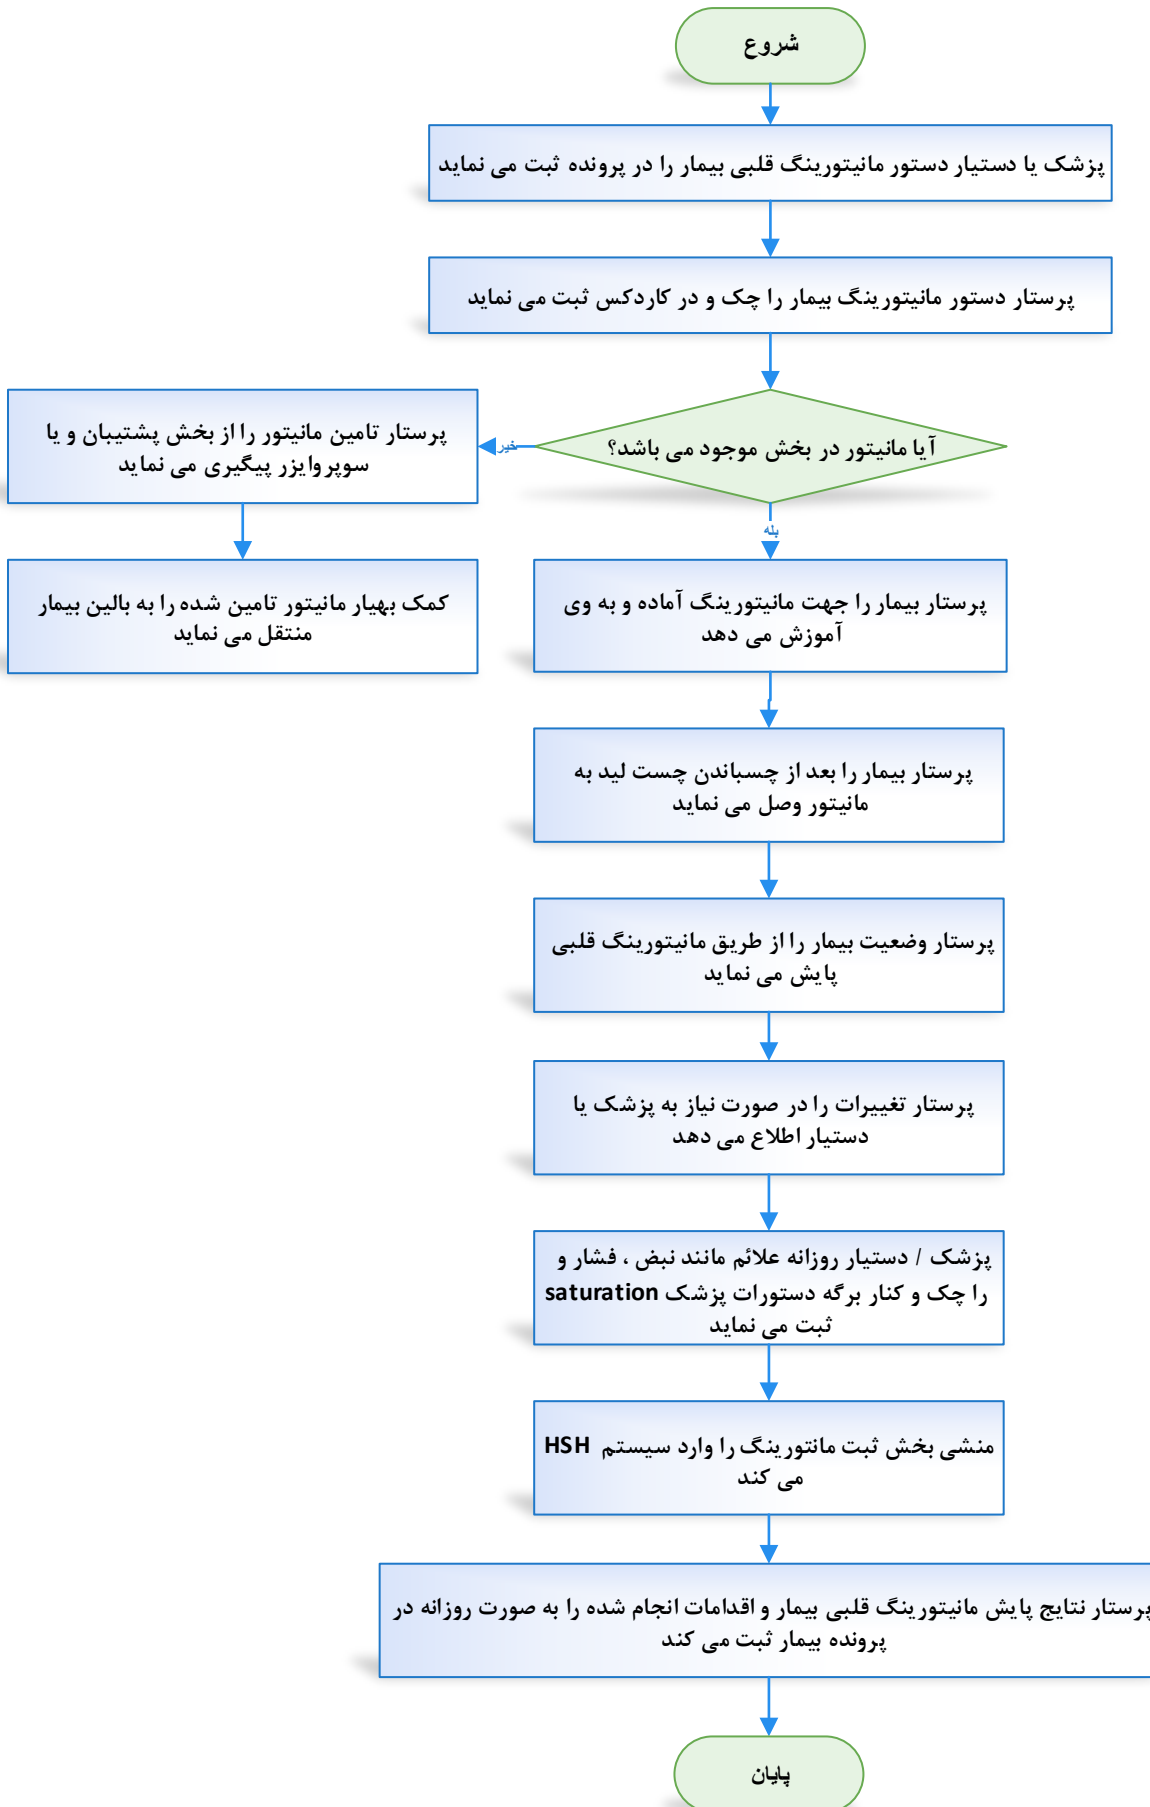 شروع
پزشک یا دستیار دستور مانیتورینگ قلبی بیمار را در پرونده ثبت می نماید
پرستار دستور مانیتورینگ بیمار را چک و در کاردکس ثبت می نماید
آیا مانیتور در بخش موجود می باشد؟
خیر
پرستار تامین مانیتور را از بخش پشتیبان و یا
سوپروایزر پیگیری می نماید
کمک بهیار مانیتور تامین شده را به بالین بیمار
منتقل می نماید
بله
پرستار بیمار را جهت مانیتورینگ آماده و به وی
آموزش می دهد
پرستار بیمار را بعد از چسباندن چست لید به
مانیتور وصل می نماید
پرستار وضعیت بیمار را از طریق مانیتورینگ قلبی
پایش می نماید
پرستار تغییرات را در صورت نیاز به پزشک یا
دستیار اطلاع می دهد
پزشک / دستیار روزانه علائم مانند نبض ، فشار و
را چک و کنار برگه دستورات پزشک saturation
ثبت می نماید
منشی بخش ثبت مانتورینگ را وارد سیستم HSH
می کند
پرستار نتایج پایش مانیتورینگ قلبی بیمار و اقدامات انجام شده را به صورت روزانه در
پرونده بیمار ثبت می کند
پایان